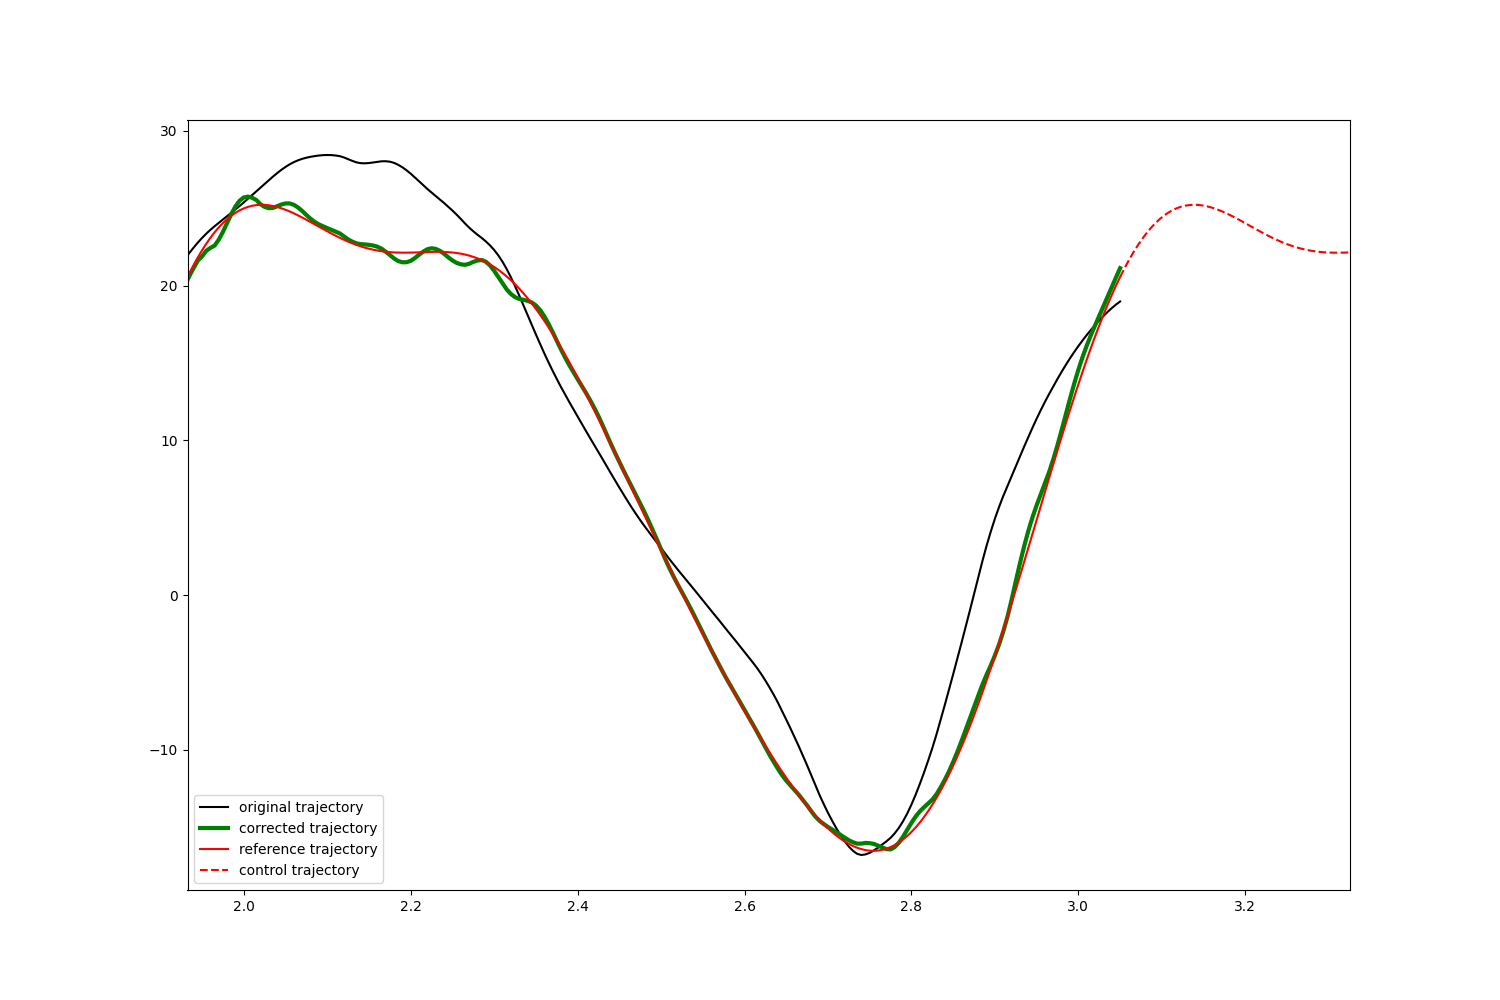 30
20
10
0
−10
original trajectory
corrected trajectory
reference trajectory
control trajectory
2.0 2.2 2.4 2.6 2.8 3.0 3.2